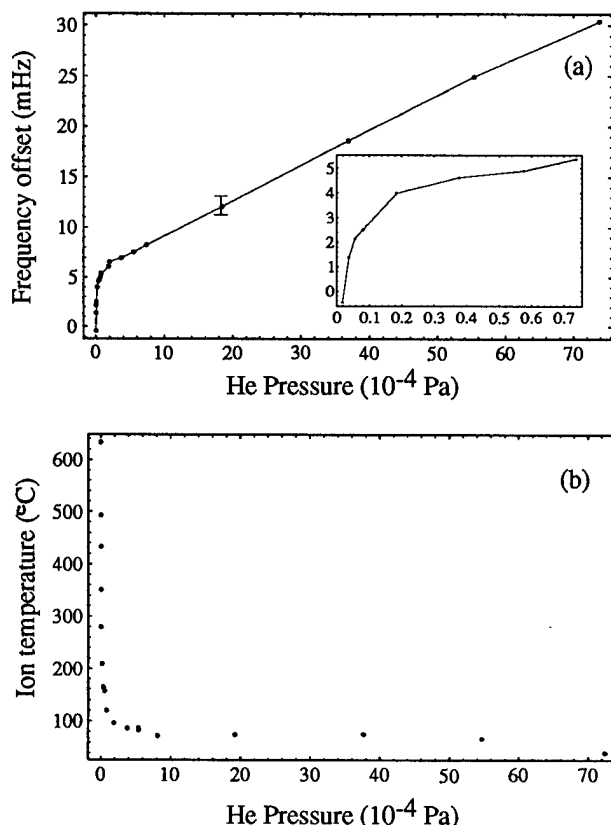 30
25
20
15
10
5
0
Frequency offset (mHz)
(a)
5
4
3
2
1
0
0 0.1 0.2 0.3 0.4 0.5 0.6 0.7
0 10 20 30 40 50 60 70
He Pressure (10⁻⁴ Pa)
600
500
400
300
200
100
Ion temperature (°C)
(b)
0 10 20 30 40 50 60 70
He Pressure (10⁻⁴ Pa)